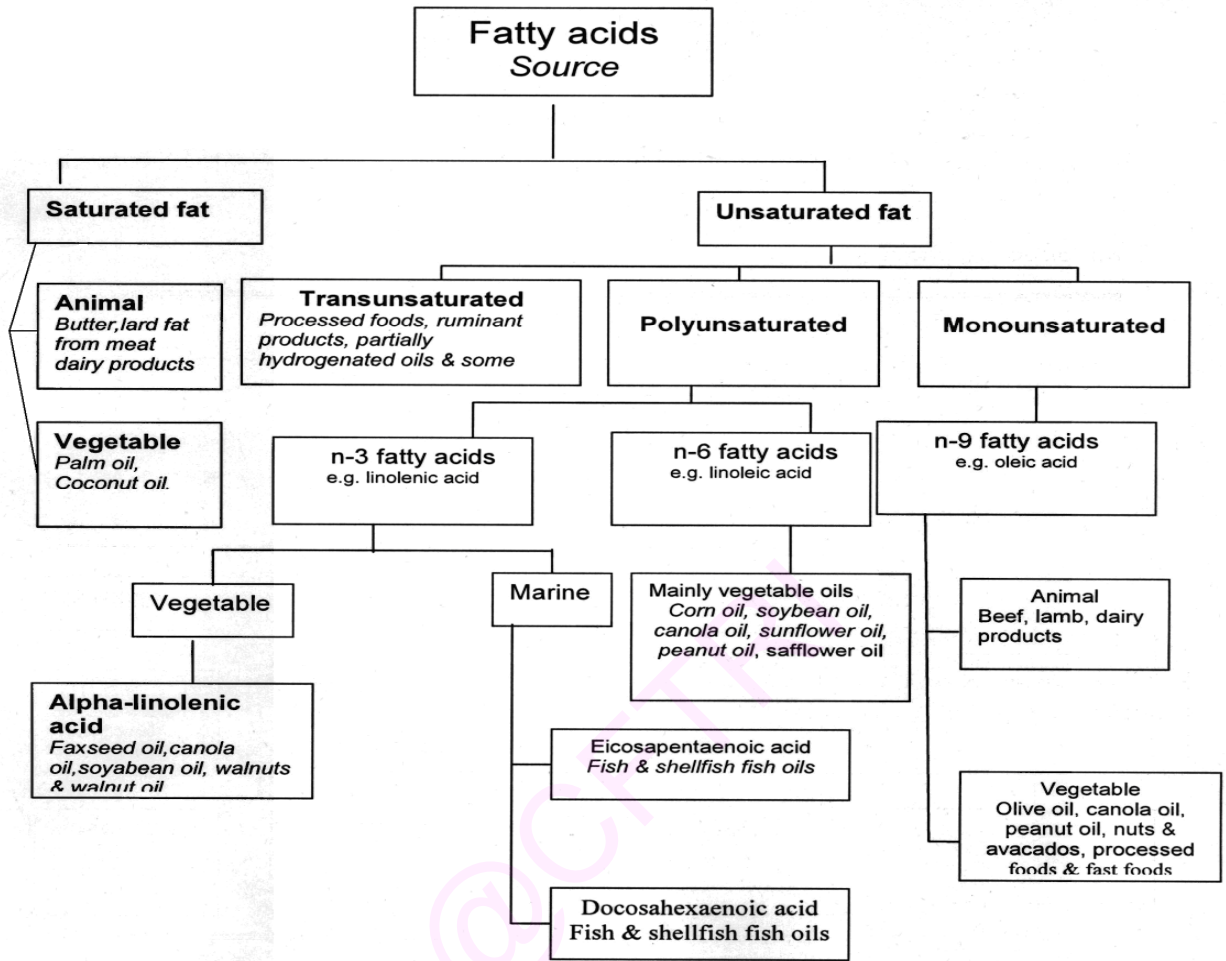 Fatty acids
Source
Saturated fat
Unsaturated fat
Animal
Butter,lard fat
from meat
dairy products
Transunsaturated
Processed foods, ruminant
products, partially
hydrogenated oils & some
Polyunsaturated
Monounsaturated
Vegetable
Palm oil,
Coconut oil.
n-3 fatty acids
e.g. linolenic acid
n-6 fatty acids
e.g. linoleic acid
n-9 fatty acids
e.g. oleic acid
Vegetable
Marine
Mainly vegetable oils
Corn oil, soybean oil,
canola oil, sunflower oil,
peanut oil, safflower oil
Animal
Beef, lamb, dairy
products
Alpha-linolenic
acid
Faxseed oil,canola
oil,soyabean oil, walnuts
& walnut oil
Eicosapentaenoic acid
Fish & shellfish fish oils
Vegetable
Olive oil, canola oil,
peanut oil, nuts &
avacados, processed
foods & fast foods
Docosahexaenoic acid
Fish & shellfish fish oils